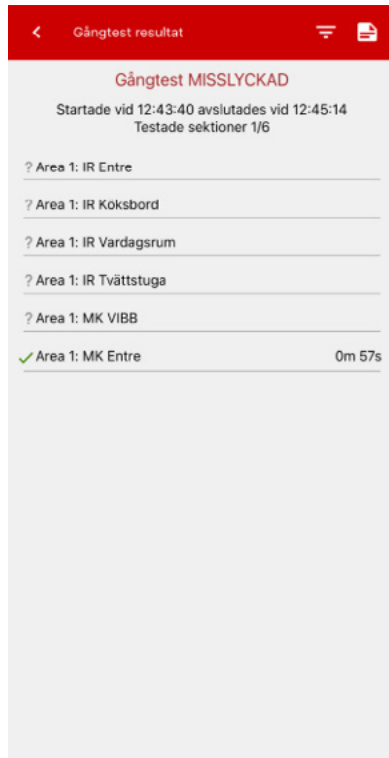 Gångtest resultat
Gångtest MISSLYCKAD
Startade vid 12:43:40 avslutades vid 12:45:14
Testade sektioner 1/6
? Area 1: IR Entre
? Area 1: IR Koksbord
? Area 1: IR Vardagsrum
? Area 1: IR Tvättstuga
? Area 1: MK VIBB
✓ Area 1: MK Entre 0m 57s